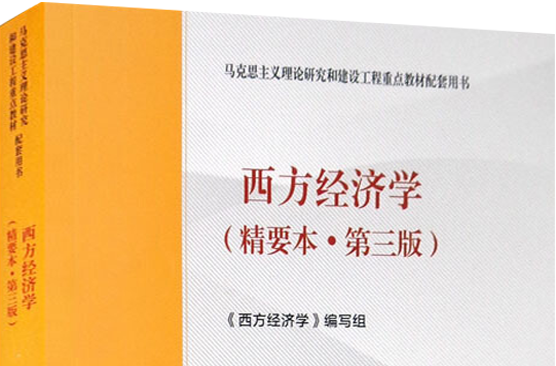 马克思主义理论研究和建设工程重点教材配套用书
西方经济学
（精要本·第三版）
《西方经济学》编写组
马克思主义理论研究
和建设工程重点教材 配套用书
西方经济学
（精要本·第三版）